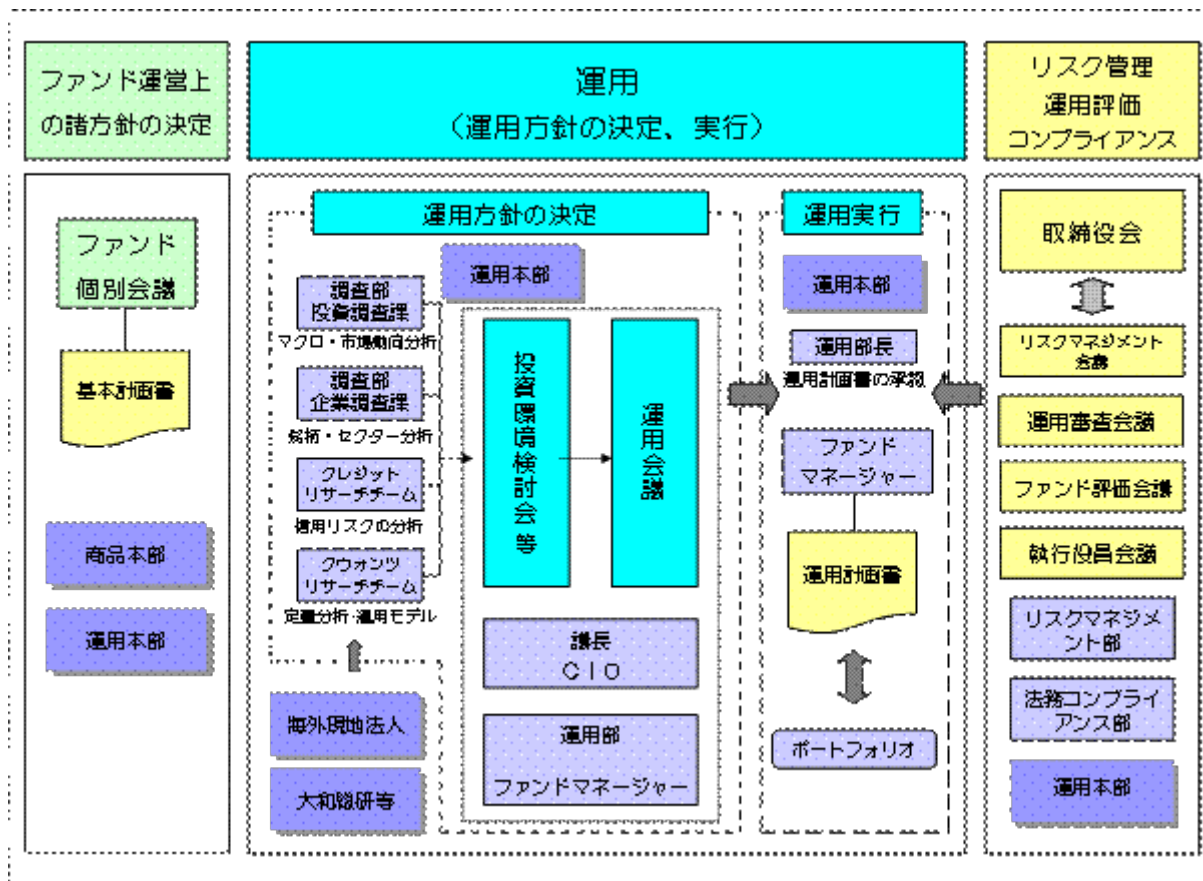 ファンド運営上
の諸方針の決定
運用
（運用方針の決定、実行）
リスク管理
運用評価
コンプライアンス
ファンド
個別会議
基本計画書
商品本部
運用本部
運用方針の決定
運用本部
調査部
投資調査課
マクロ・市場動向分析
調査部
企業調査課
銘柄・セクター分析
クレジット
リサーチチーム
信用リスクの分析
クウォンツ
リサーチチーム
定量分析・運用モデル
海外現地法人
大和総研等
投資環境検討会等
運用会議
議長
ＣＩＯ
運用部
ファンドマネージャー
運用実行
運用本部
運用部長
運用計画書の承認
ファンド
マネージャー
運用計画書
ポートフォリオ
取締役会
リスクマネジメント
会議
運用審査会議
ファンド評価会議
執行役員会議
リスクマネジメ
ント部
法務コンプライ
アンス部
運用本部